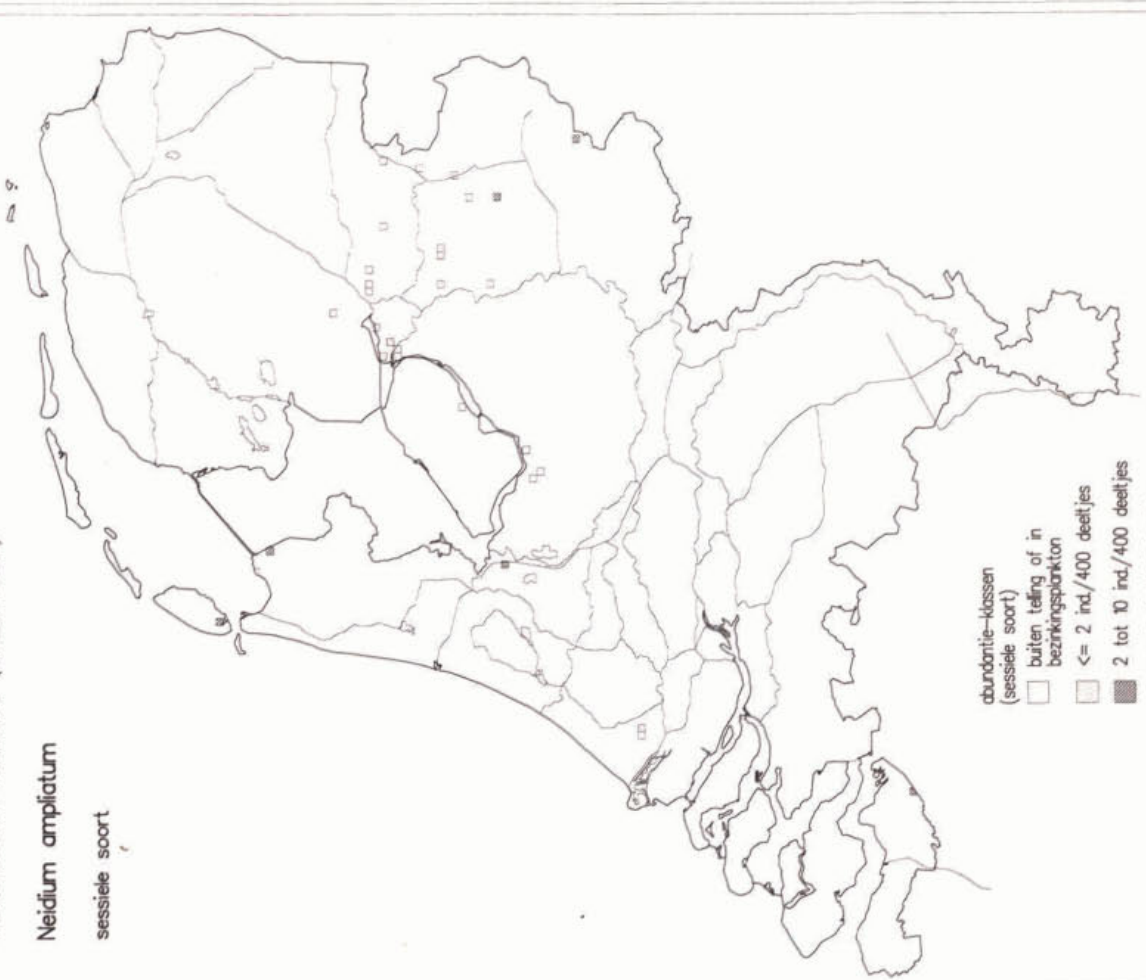 Neidium ampliatum
sessiele soort
abundantie-klassen
(sessiele soort)
buiten telling of in
bezinkingsplankton
<= 2 ind./400 deeltjes
2 tot 10 ind./400 deeltjes